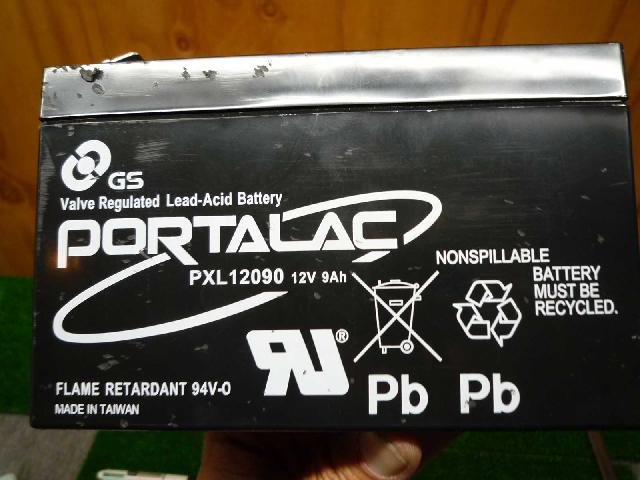 GS
Valve Regulated Lead-Acid Battery
PORTALAC
PXL12090 12V 9Ah
NONSPILLABLE
BATTERY
MUST BE
RECYCLED.
RU®
Pb Pb
FLAME RETARDANT 94V-0
MADE IN TAIWAN